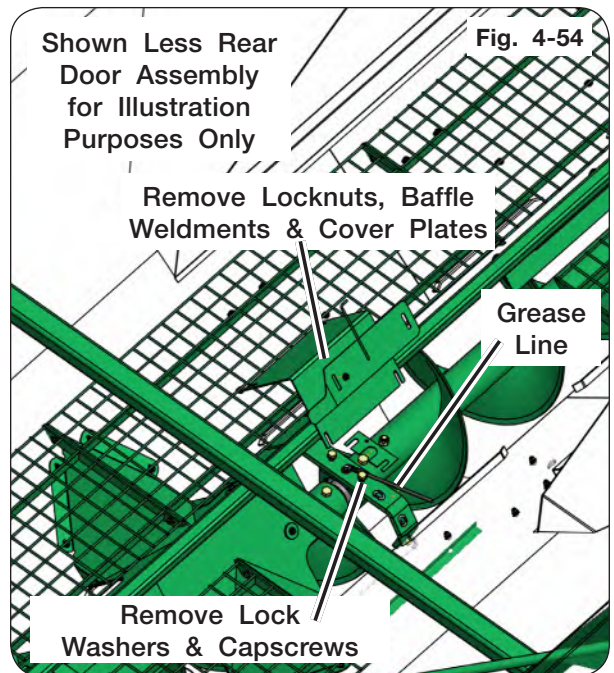 Shown Less Rear
Door Assembly
for Illustration
Purposes Only
Fig. 4-54
Remove Locknuts, Baffle
Weldments & Cover Plates
Grease
Line
Remove Lock
Washers & Capscrews